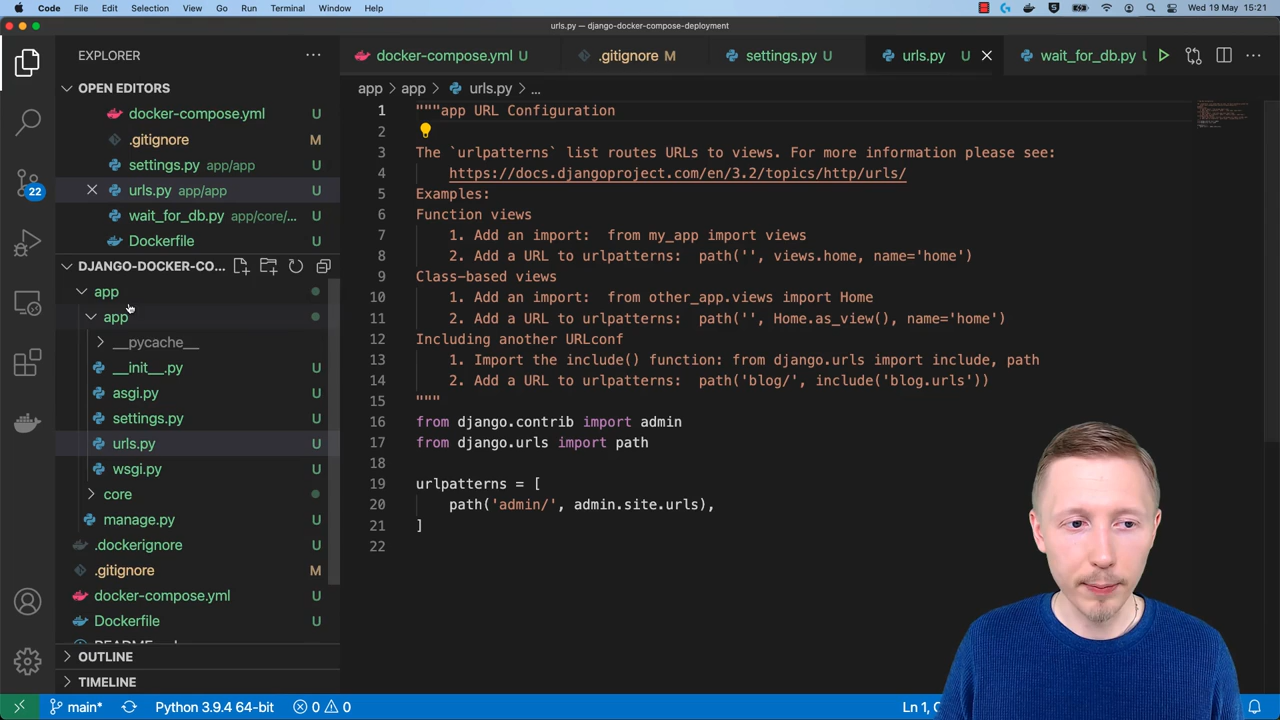 Code File Edit Selection View Go Run Terminal Window Help Wed 19 May 15:21
urls.py — django-docker-compose-deployment
EXPLORER
docker-compose.yml U
.gitignore M
settings.py U
urls.py U
wait_for_db.py
app > app > urls.py > ...
OPEN EDITORS
docker-compose.yml U
.gitignore M
settings.py app/app U
urls.py app/app U
wait_for_db.py app/core/... U
Dockerfile U
DJANGO-DOCKER-CO...
app
app
__pycache__
__init__.py U
asgi.py U
settings.py U
urls.py U
wsgi.py U
core
manage.py U
.dockerignore U
.gitignore M
docker-compose.yml U
Dockerfile U
OUTLINE
TIMELINE
22
1 """app URL Configuration
2
3 The `urlpatterns` list routes URLs to views. For more information please see:
4 https://docs.djangoproject.com/en/3.2/topics/http/urls/
5 Examples:
6 Function views
7 1. Add an import: from my_app import views
8 2. Add a URL to urlpatterns: path('', views.home, name='home')
9 Class-based views
10 1. Add an import: from other_app.views import Home
11 2. Add a URL to urlpatterns: path('', Home.as_view(), name='home')
12 Including another URLconf
13 1. Import the include() function: from django.urls import include, path
14 2. Add a URL to urlpatterns: path('blog/', include('blog.urls'))
15 """
16 from django.contrib import admin
17 from django.urls import path
18
19 urlpatterns = [
20 path('admin/', admin.site.urls),
21 ]
22
main* Python 3.9.4 64-bit 0 0 Ln 1,